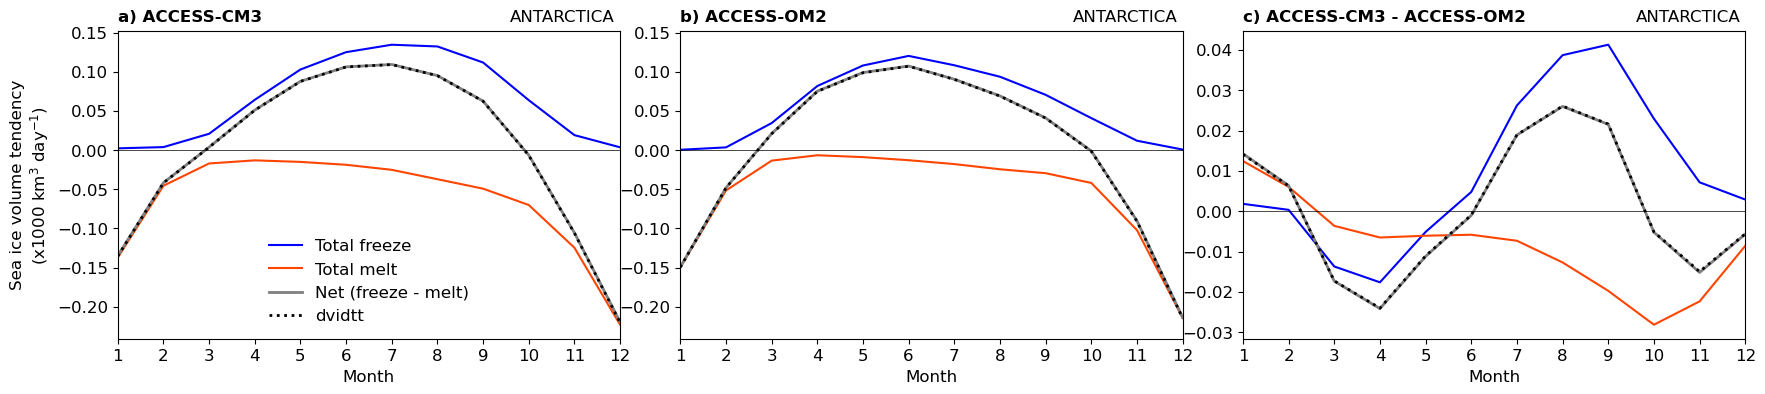 a) ACCESS-CM3 ANTARCTICA
b) ACCESS-OM2 ANTARCTICA
c) ACCESS-CM3 - ACCESS-OM2 ANTARCTICA
Sea ice volume tendency
(x1000 km³ day⁻¹)
0.15
0.10
0.05
0.00
−0.05
−0.10
−0.15
−0.20
Total freeze
Total melt
Net (freeze - melt)
dvidtt
1 2 3 4 5 6 7 8 9 10 11 12
Month
0.15
0.10
0.05
0.00
−0.05
−0.10
−0.15
−0.20
1 2 3 4 5 6 7 8 9 10 11 12
Month
0.04
0.03
0.02
0.01
0.00
−0.01
−0.02
−0.03
1 2 3 4 5 6 7 8 9 10 11 12
Month